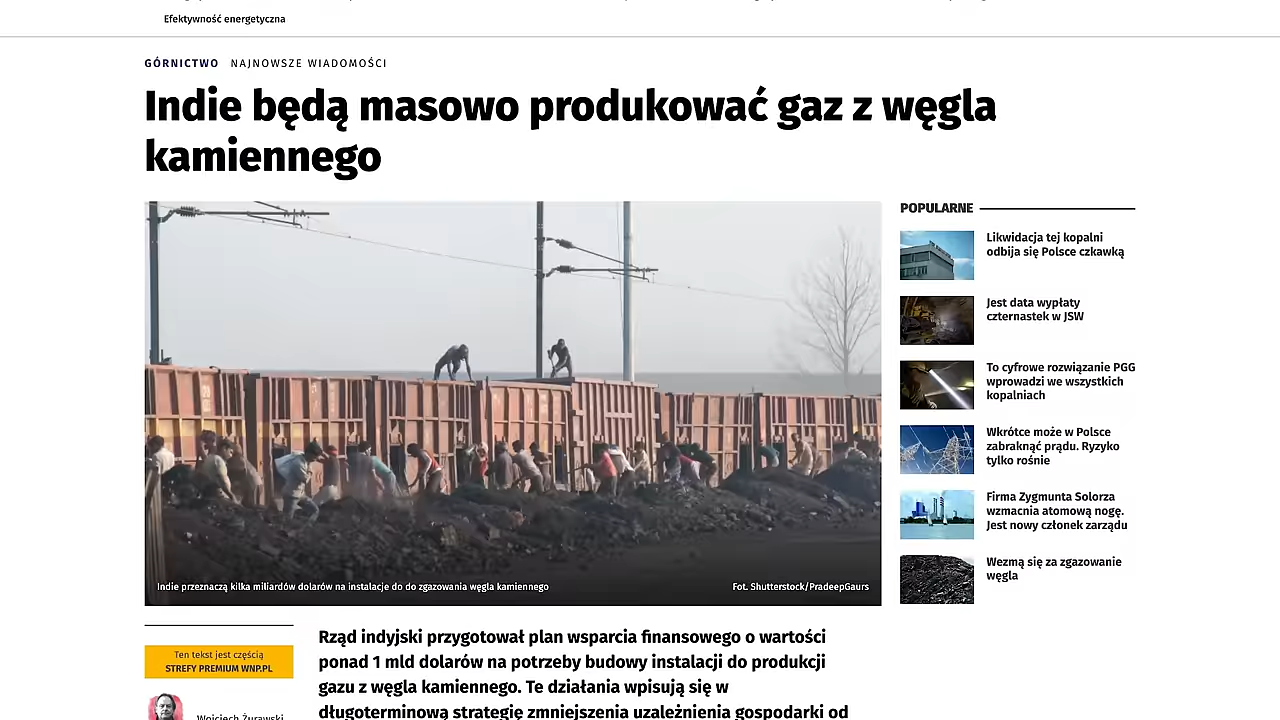 Efektywność energetyczna
GÓRNICTWO NAJNOWSZE WIADOMOŚCI
Indie będą masowo produkować gaz z węgla
kamiennego
Indie przeznaczą kilka miliardów dolarów na instalacje do do zgazowania węgla kamiennego
Fot. Shutterstock/PradeepGaurs
POPULARNE
Likwidacja tej kopalni
odbija się Polsce czkawką
Jest data wypłaty
czternastek w JSW
To cyfrowe rozwiązanie PGG
wprowadzi we wszystkich
kopalniach
Wkrótce może w Polsce
zabraknąć prądu. Ryzyko
tylko rośnie
Firma Zygmunta Solorza
wzmacnia atomową nogę.
Jest nowy członek zarządu
Wezmą się za zgazowanie
węgla
Ten tekst jest częścią
STREFY PREMIUM WNP.PL
Wojciech Żurawski
Rząd indyjski przygotował plan wsparcia finansowego o wartości
ponad 1 mld dolarów na potrzeby budowy instalacji do produkcji
gazu z węgla kamiennego. Te działania wpisują się w
długoterminową strategię zmniejszenia uzależnienia gospodarki od